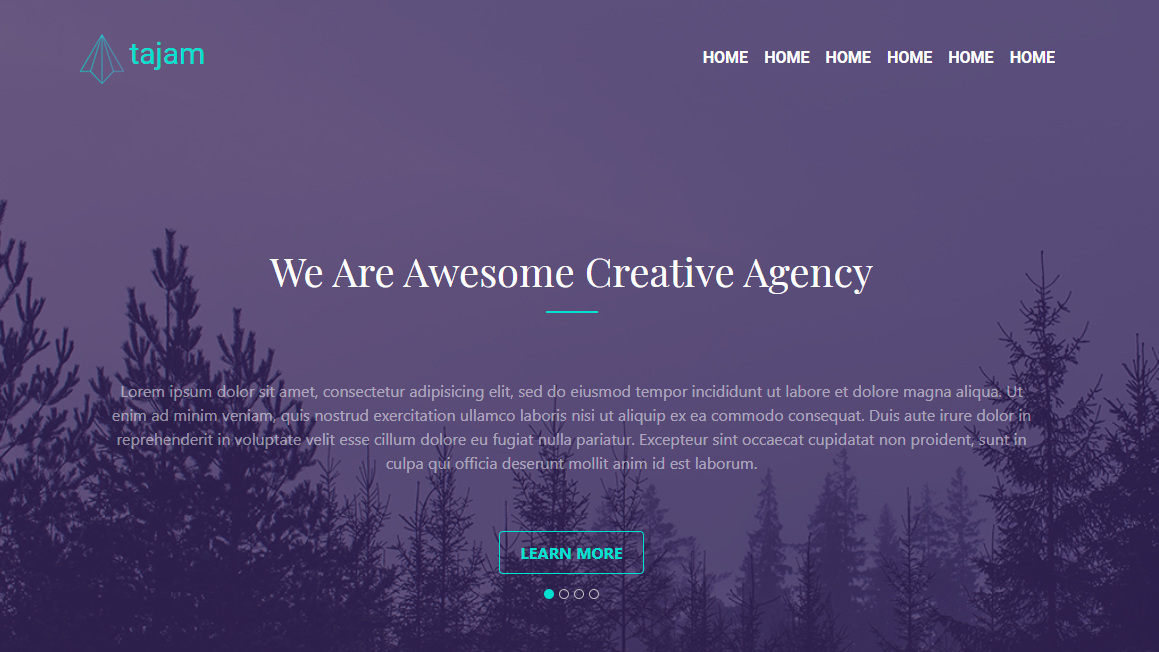 tajam
HOME HOME HOME HOME HOME HOME
We Are Awesome Creative Agency
Lorem ipsum dolor sit amet, consectetur adipisicing elit, sed do eiusmod tempor incididunt ut labore et dolore magna aliqua. Ut
enim ad minim veniam, quis nostrud exercitation ullamco laboris nisi ut aliquip ex ea commodo consequat. Duis aute irure dolor in
reprehenderit in voluptate velit esse cillum dolore eu fugiat nulla pariatur. Excepteur sint occaecat cupidatat non proident, sunt in
culpa qui officia deserunt mollit anim id est laborum.
LEARN MORE